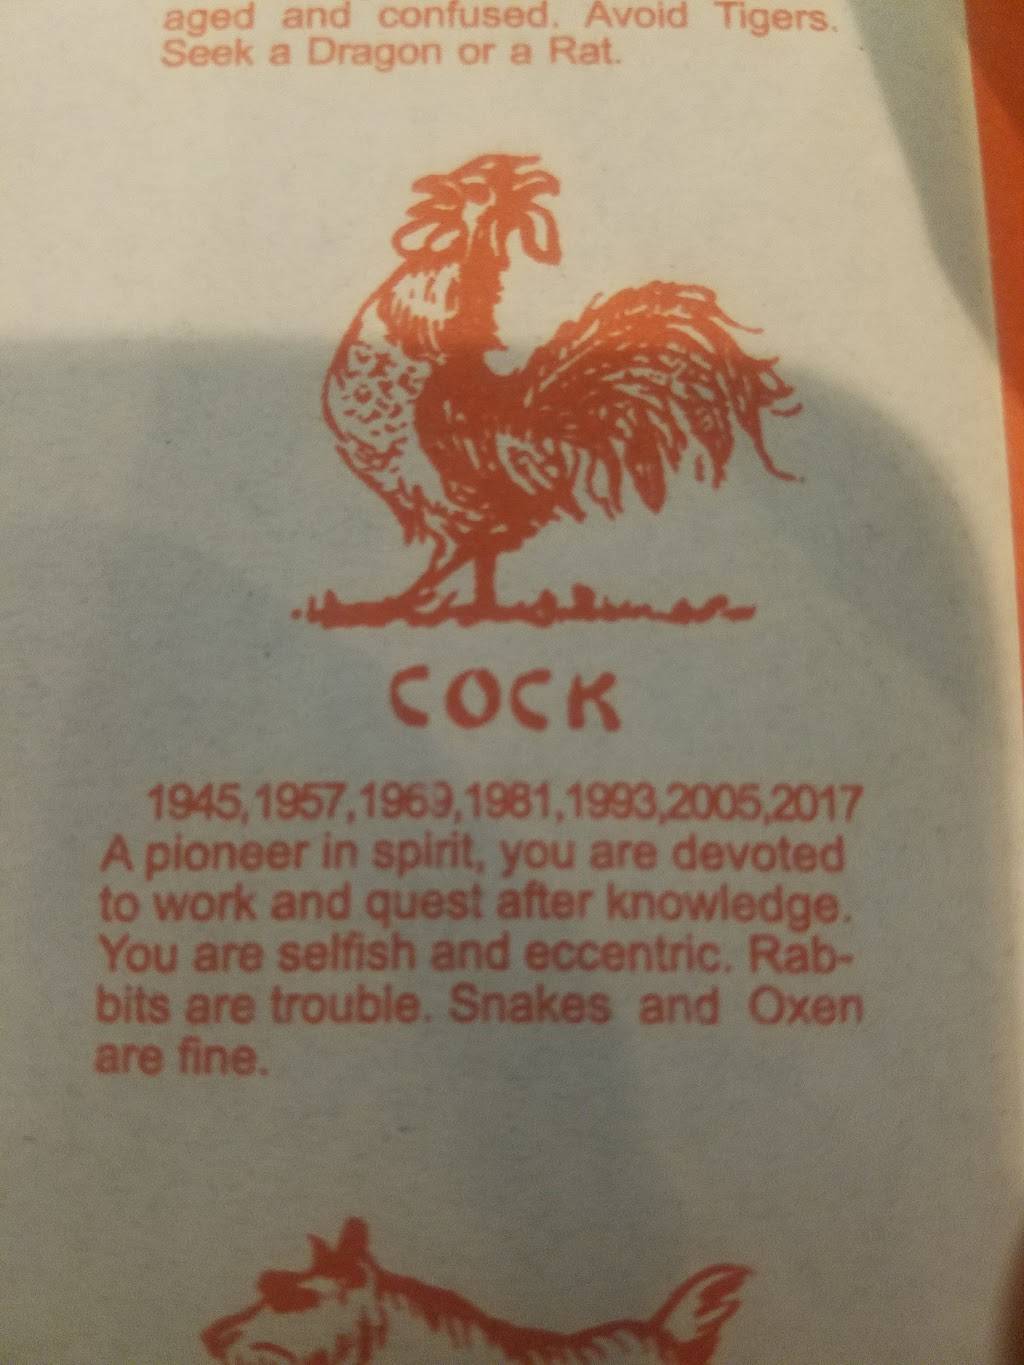 aged and confused. Avoid Tigers.
Seek a Dragon or a Rat.
COCK
1945,1957,1969,1981,1993,2005,2017
A pioneer in spirit, you are devoted
to work and quest after knowledge.
You are selfish and eccentric. Rab-
bits are trouble. Snakes and Oxen
are fine.